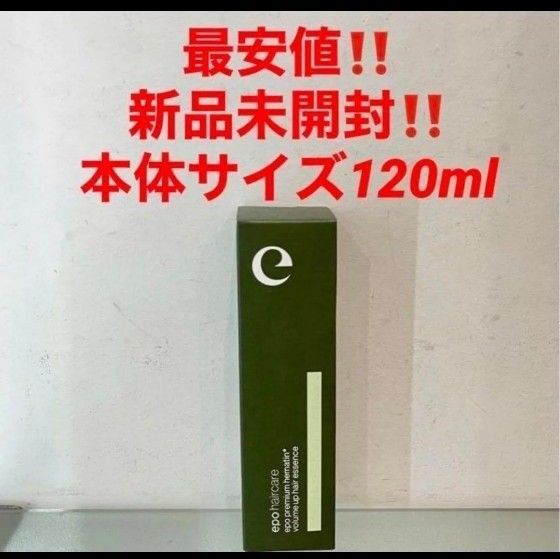 最安値‼️
新品未開封‼️
本体サイズ120ml
e
epo haircare
epo premium hematin*
volume up hair essence